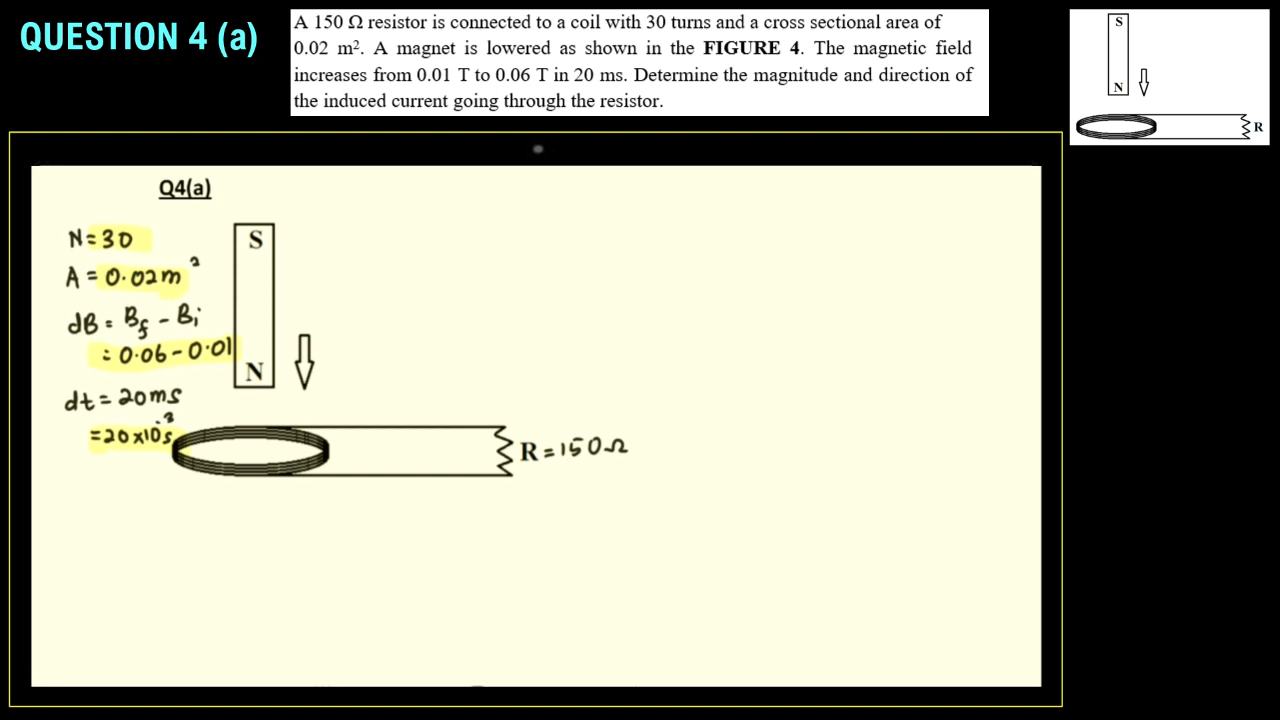 QUESTION 4 (a)
A 150 Ω resistor is connected to a coil with 30 turns and a cross sectional area of
0.02 m². A magnet is lowered as shown in the FIGURE 4. The magnetic field
increases from 0.01 T to 0.06 T in 20 ms. Determine the magnitude and direction of
the induced current going through the resistor.
S
N
R
Q4(a)
N = 30
A = 0.02m²
dB = Bf - Bi
= 0.06 - 0.01
dt = 20ms
= 20 x 10⁻³s
S
N
R = 150Ω